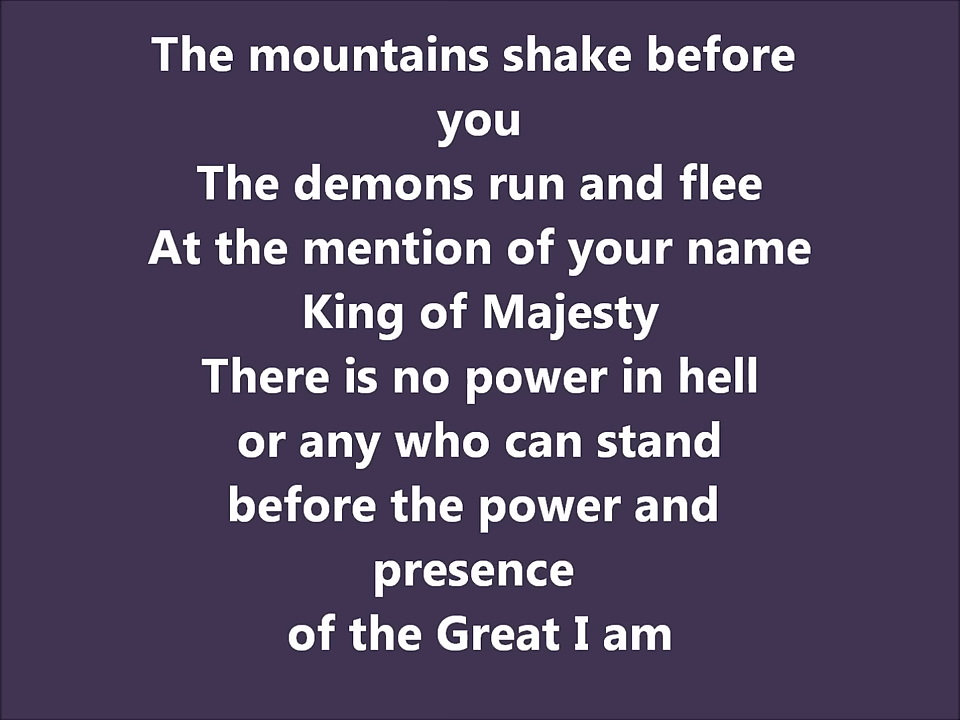 The mountains shake before
you
The demons run and flee
At the mention of your name
King of Majesty
There is no power in hell
or any who can stand
before the power and
presence
of the Great I am